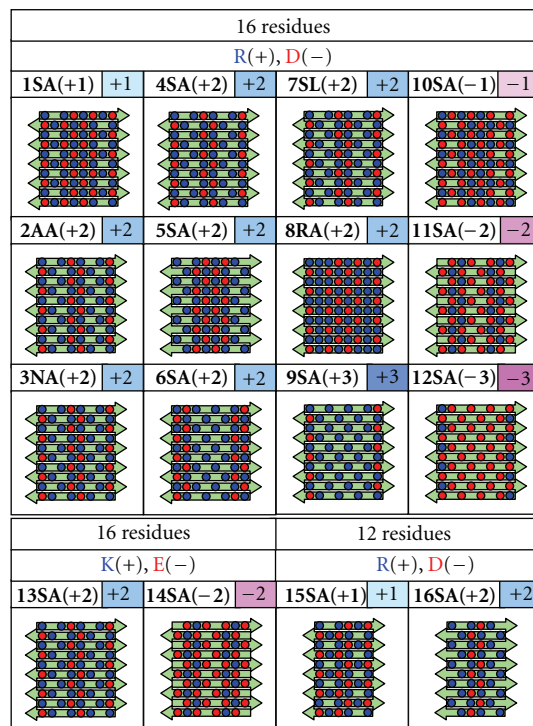 16 residues
R(+), D(−)
1SA(+1) +1 4SA(+2) +2 7SL(+2) +2 10SA(−1) −1
2AA(+2) +2 5SA(+2) +2 8RA(+2) +2 11SA(−2) −2
3NA(+2) +2 6SA(+2) +2 9SA(+3) +3 12SA(−3) −3
16 residues 12 residues
K(+), E(−) R(+), D(−)
13SA(+2) +2 14SA(−2) −2 15SA(+1) +1 16SA(+2) +2